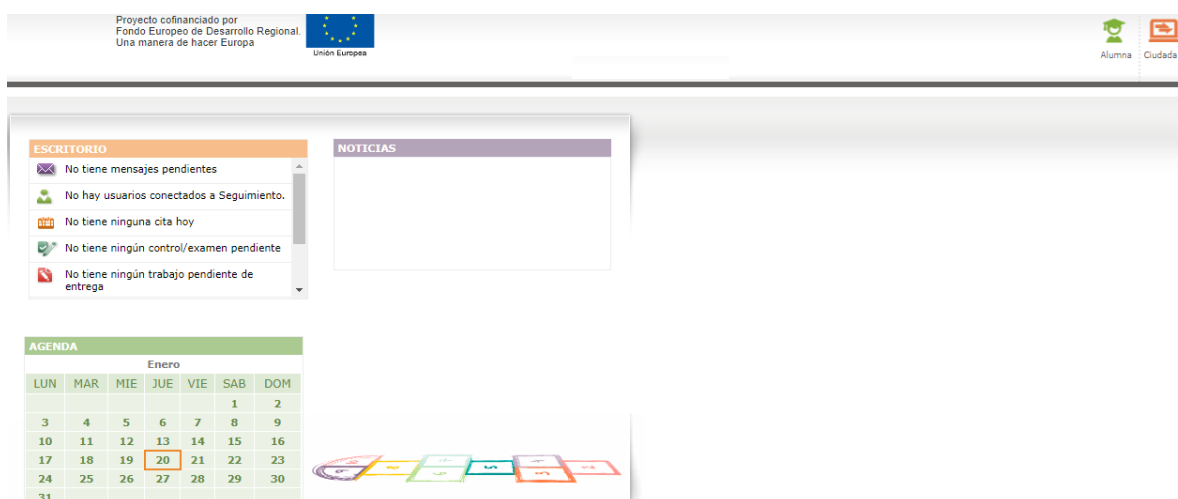 Proyecto cofinanciado por
Fondo Europeo de Desarrollo Regional.
Una manera de hacer Europa
Unión Europea
Alumna Ciudada
ESCRITORIO
No tiene mensajes pendientes
No hay usuarios conectados a Seguimiento.
No tiene ninguna cita hoy
No tiene ningún control/examen pendiente
No tiene ningún trabajo pendiente de
entrega
NOTICIAS
AGENDA
Enero
LUN MAR MIE JUE VIE SAB DOM
1 2
3 4 5 6 7 8 9
10 11 12 13 14 15 16
17 18 19 20 21 22 23
24 25 26 27 28 29 30
31